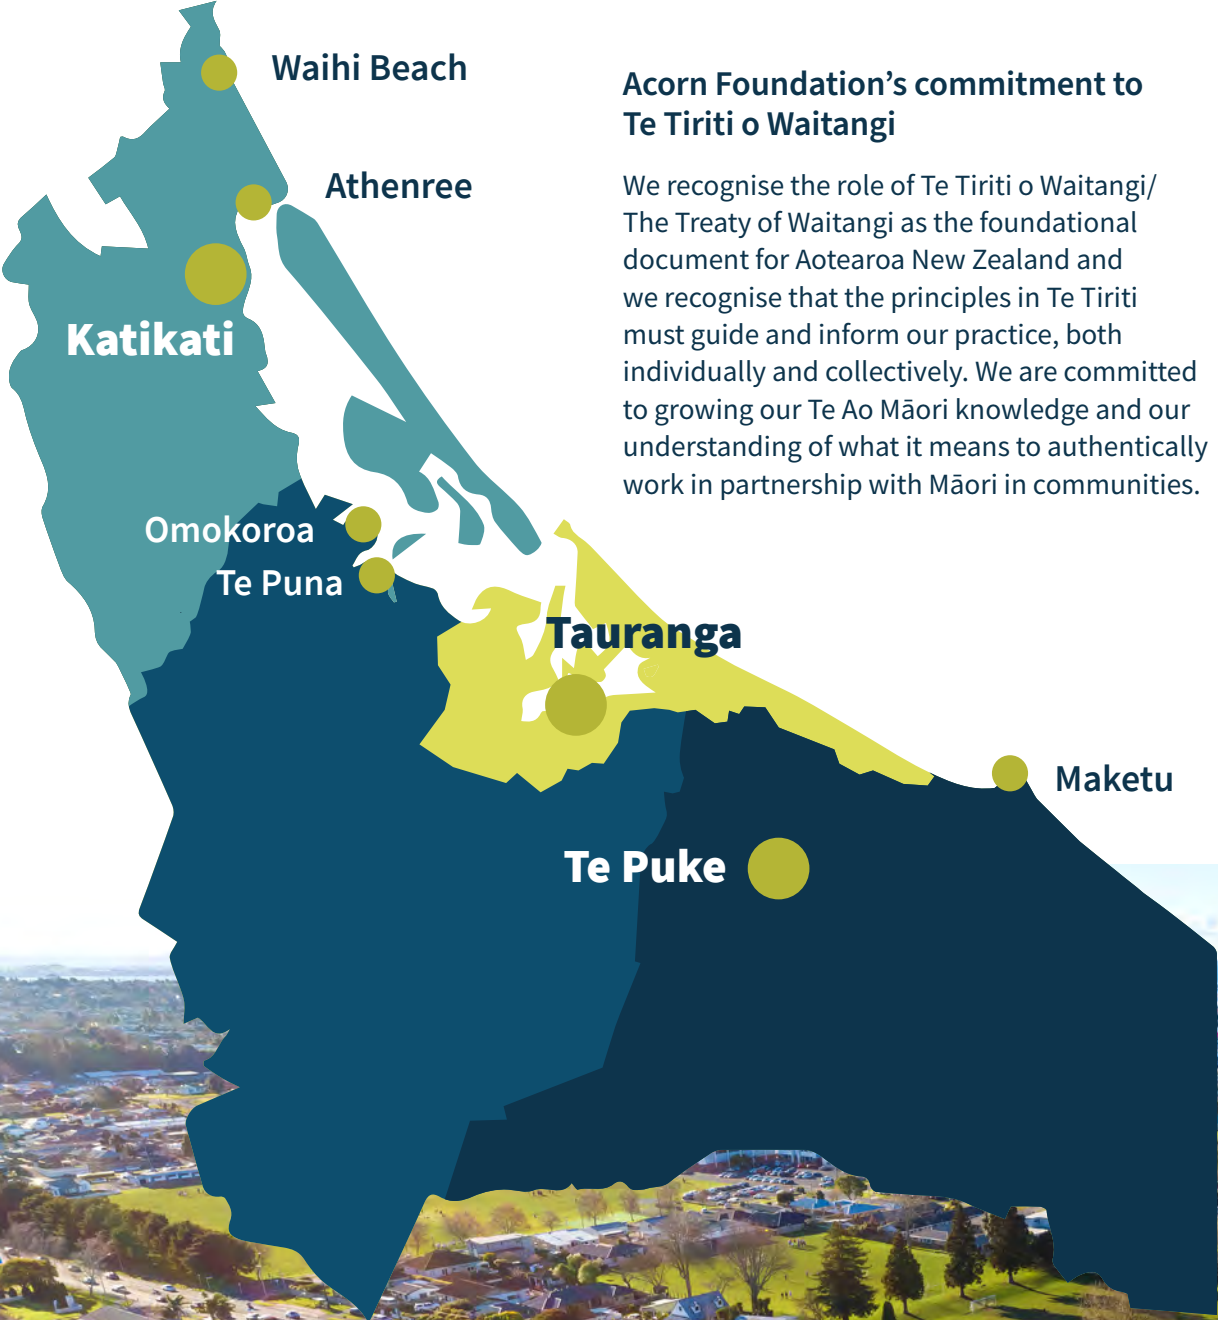 Waihi Beach
Athenree
Katikati
Omokoroa
Te Puna
Tauranga
Maketu
Te Puke
Acorn Foundation’s commitment to
Te Tiriti o Waitangi
We recognise the role of Te Tiriti o Waitangi/
The Treaty of Waitangi as the foundational
document for Aotearoa New Zealand and
we recognise that the principles in Te Tiriti
must guide and inform our practice, both
individually and collectively. We are committed
to growing our Te Ao Māori knowledge and our
understanding of what it means to authentically
work in partnership with Māori in communities.